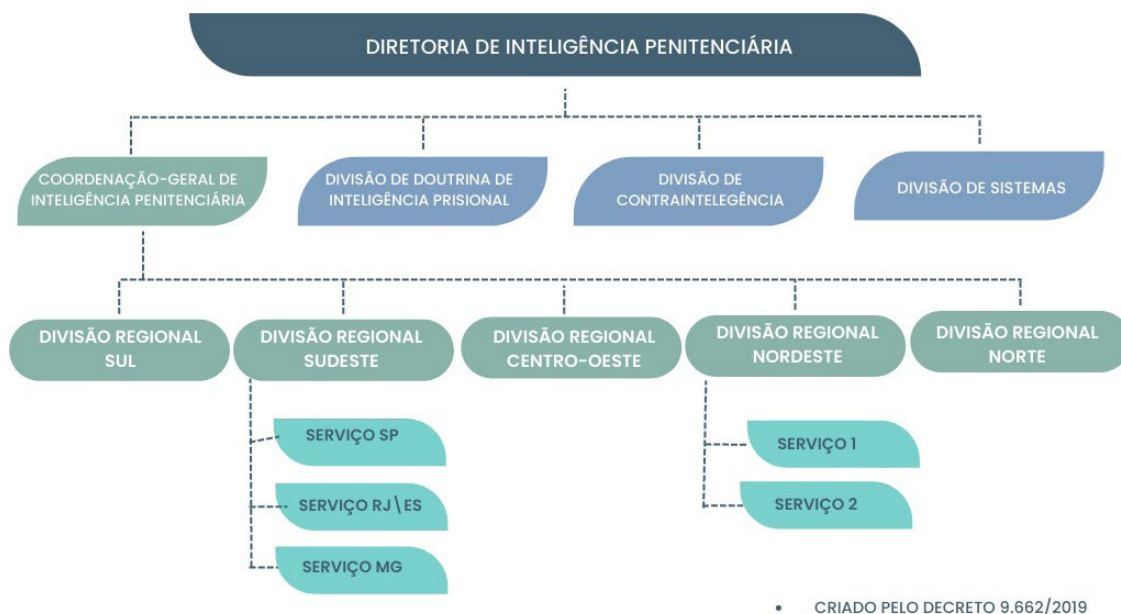 DIRETORIA DE INTELIGÊNCIA PENITENCIÁRIA
COORDENAÇÃO-GERAL DE
INTELIGÊNCIA PENITENCIÁRIA
DIVISÃO DE DOUTRINA DE
INTELIGÊNCIA PRISIONAL
DIVISÃO DE
CONTRAINTELEGÊNCIA
DIVISÃO DE SISTEMAS
DIVISÃO REGIONAL
SUL
DIVISÃO REGIONAL
SUDESTE
DIVISÃO REGIONAL
CENTRO-OESTE
DIVISÃO REGIONAL
NORDESTE
DIVISÃO REGIONAL
NORTE
SERVIÇO SP
SERVIÇO RJ\ES
SERVIÇO MG
SERVIÇO 1
SERVIÇO 2
• CRIADO PELO DECRETO 9.662/2019